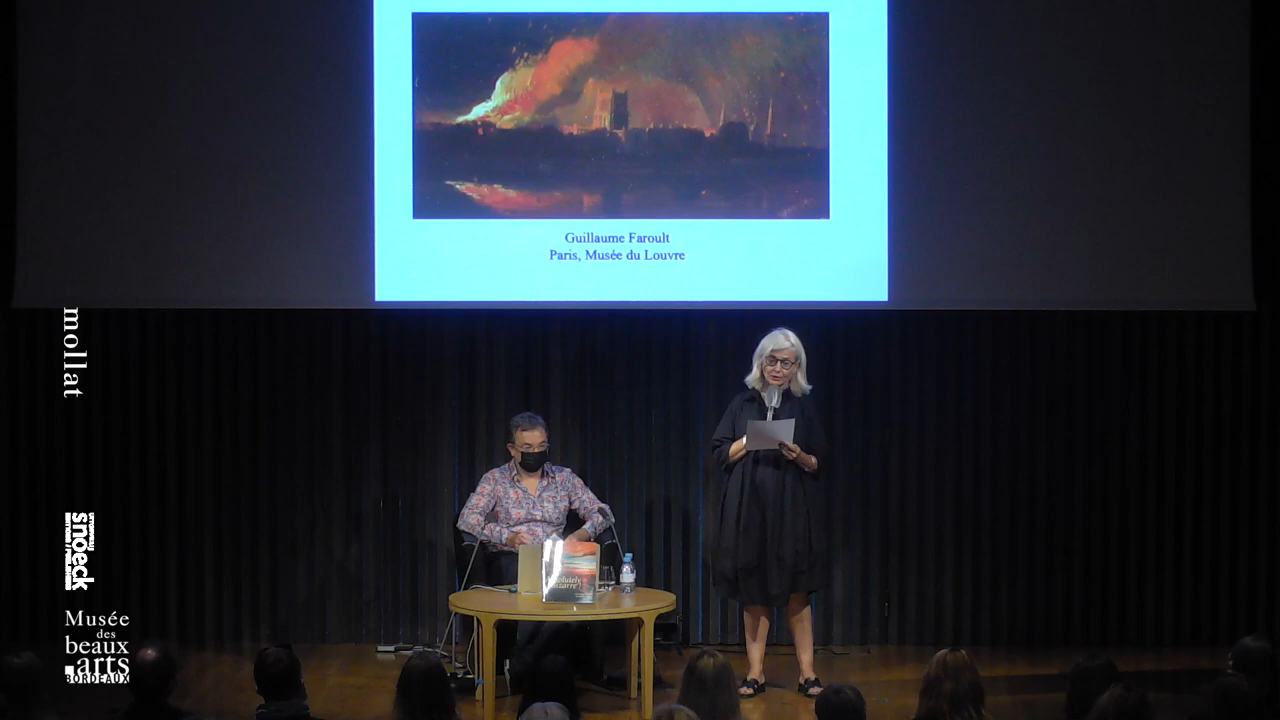 Guillaume Faroult
Paris, Musée du Louvre
mollat
snoeck
Musée
des
beaux
arts
BORDEAUX